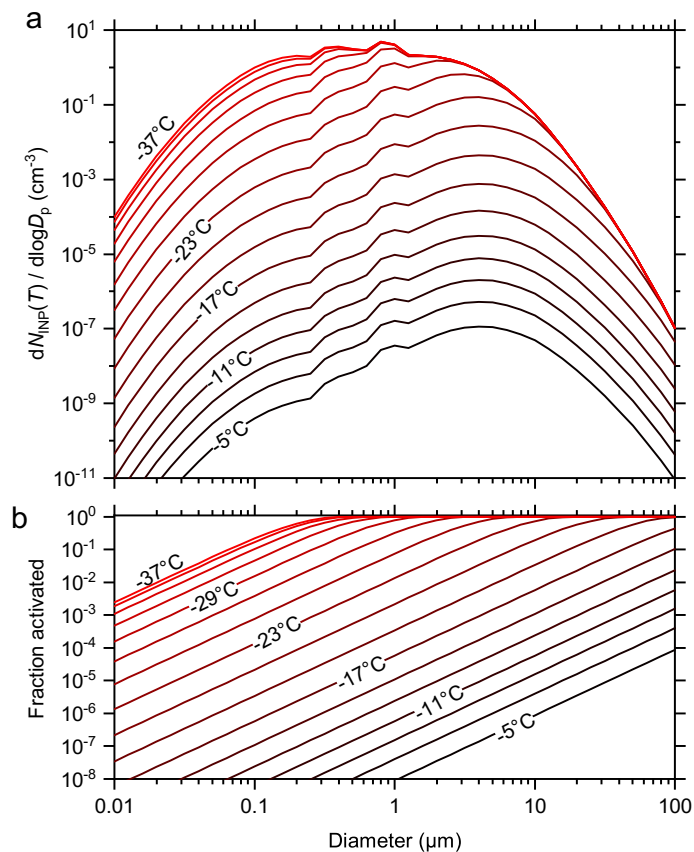 a
10^1
10^-1
10^-3
10^-5
10^-7
10^-9
10^-11
dN_INP(T) / dlogD_p (cm^-3)
-37°C
-23°C
-17°C
-11°C
-5°C
b
10^0
10^-1
10^-2
10^-3
10^-4
10^-5
10^-6
10^-7
10^-8
Fraction activated
-37°C
-29°C
-23°C
-17°C
-11°C
-5°C
0.01 0.1 1 10 100
Diameter (µm)